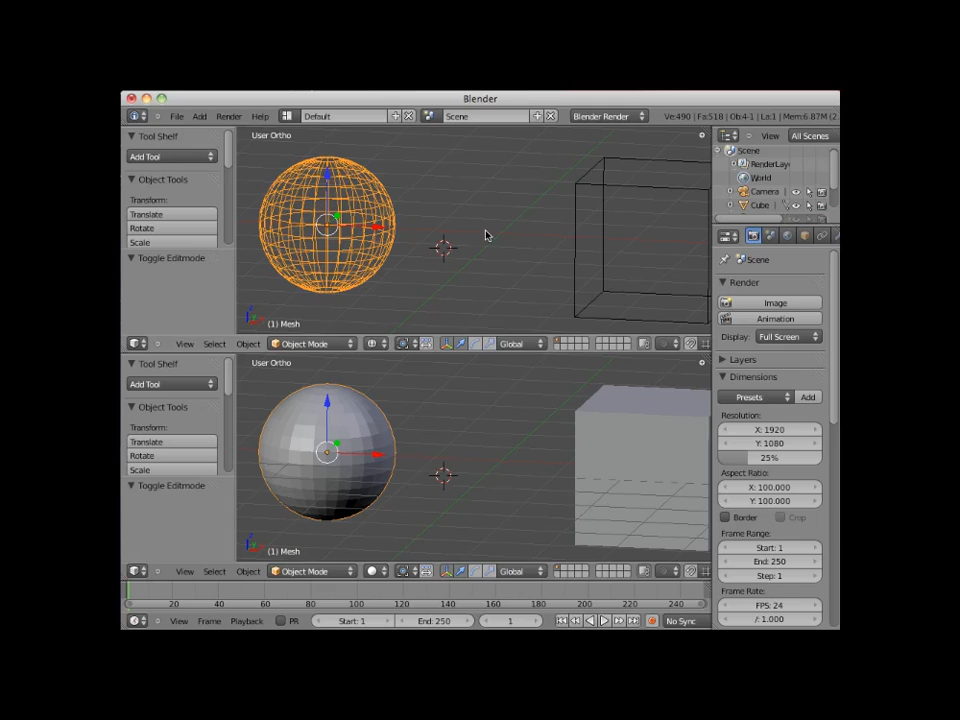 Blender
File Add Render Help Default Scene Blender Render Ve:490 | Fa:518 | Ob:4-1 | La:1 | Mem:6.87M (2.
Tool Shelf
Add Tool
Object Tools
Transform:
Translate
Rotate
Scale
Toggle Editmode
User Ortho
(1) Mesh
View Select Object Object Mode Global
Tool Shelf
Add Tool
Object Tools
Transform:
Translate
Rotate
Scale
Toggle Editmode
User Ortho
(1) Mesh
View Select Object Object Mode Global
20 40 60 80 100 120 140 160 180 200 220 240
View Frame Playback PR Start: 1 End: 250 1 No Sync
View All Scenes
Scene
RenderLay
World
Camera
Cube
Scene
Render
Image
Animation
Display: Full Screen
Layers
Dimensions
Presets Add
Resolution:
X: 1920
Y: 1080
25%
Aspect Ratio:
X: 100.000
Y: 100.000
Border Crop
Frame Range:
Start: 1
End: 250
Step: 1
Frame Rate:
FPS: 24
/: 1.000